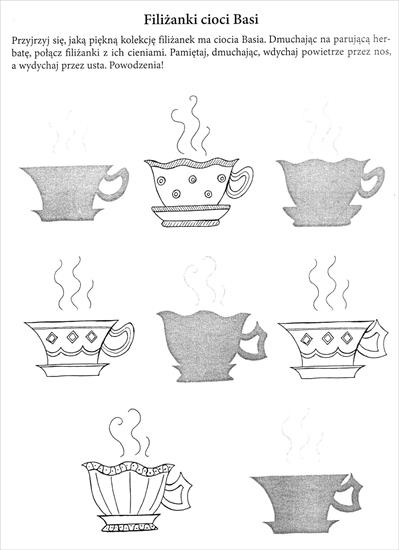 Filiżanki cioci Basi
Przyjrzyj się, jaką piękną kolekcję filiżanek ma ciocia Basia. Dmuchając na parującą her-
batę, połącz filiżanki z ich cieniami. Pamiętaj, dmuchając, wdychaj powietrze przez nos,
a wydychaj przez usta. Powodzenia!